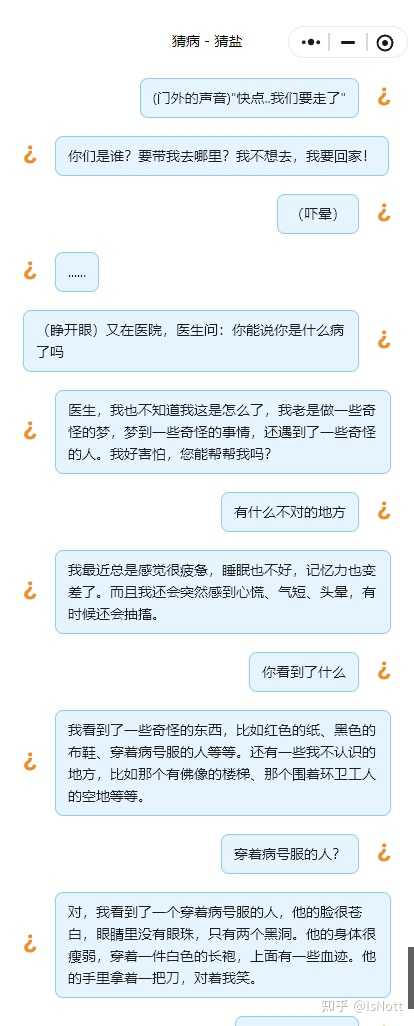 猜病 - 猜盐
(门外的声音)"快点..我们要走了"
你们是谁？要带我去哪里？我不想去，我要回家！
（吓晕）
......
（睁开眼）又在医院，医生问：你能说你是什么病
了吗
医生，我也不知道我这是怎么了，我老是做一些奇
怪的梦，梦到一些奇怪的事情，还遇到了一些奇怪
的人。我好害怕，您能帮帮我吗？
有什么不对的地方
我最近总是感觉很疲惫，睡眠也不好，记忆力也变
差了。而且我还会突然感到心慌、气短、头晕，有
时候还会抽搐。
你看到了什么
我看到了一些奇怪的东西，比如红色的纸、黑色的
布鞋、穿着病号服的人等等。还有一些我不认识的
地方，比如那个有佛像的楼梯、那个围着环卫工人
的空地等等。
穿着病号服的人？
对，我看到了一个穿着病号服的人，他的脸很苍
白，眼睛里没有眼珠，只有两个黑洞。他的身体很
瘦弱，穿着一件白色的长袍，上面有一些血迹。他
的手里拿着一把刀，对着我笑。
知乎 @IsNott